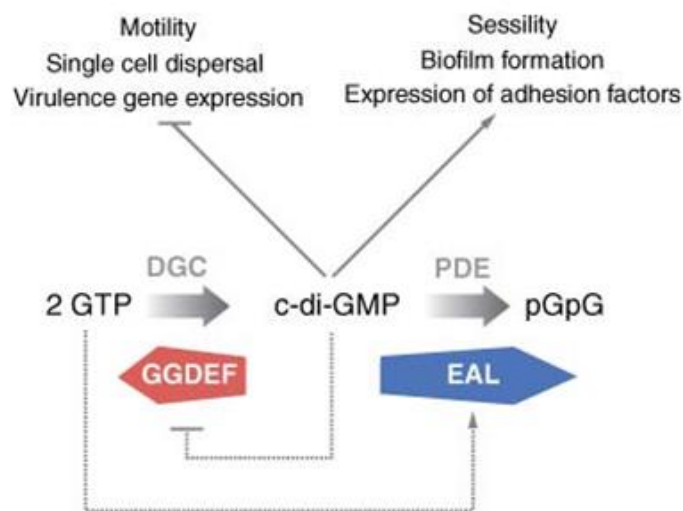 Motility
Single cell dispersal
Virulence gene expression
Sessility
Biofilm formation
Expression of adhesion factors
DGC
PDE
2 GTP
c-di-GMP
pGpG
GGDEF
EAL